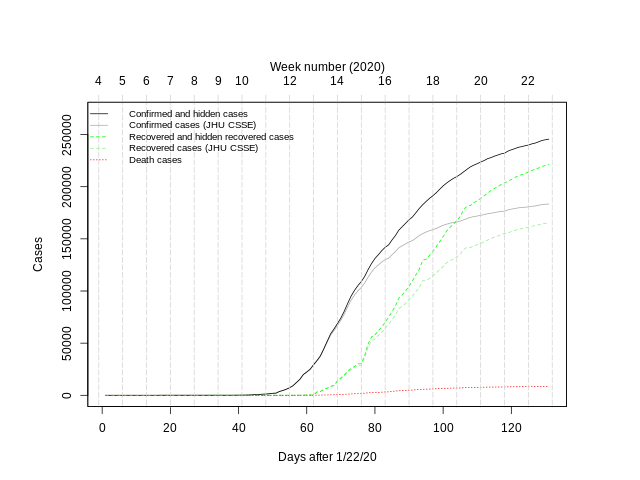 Week number (2020)
4 5 6 7 8 9 10 12 14 16 18 20 22
Confirmed and hidden cases
Confirmed cases (JHU CSSE)
Recovered and hidden recovered cases
Recovered cases (JHU CSSE)
Death cases
250000
200000
150000
100000
50000
0
Cases
0 20 40 60 80 100 120
Days after 1/22/20